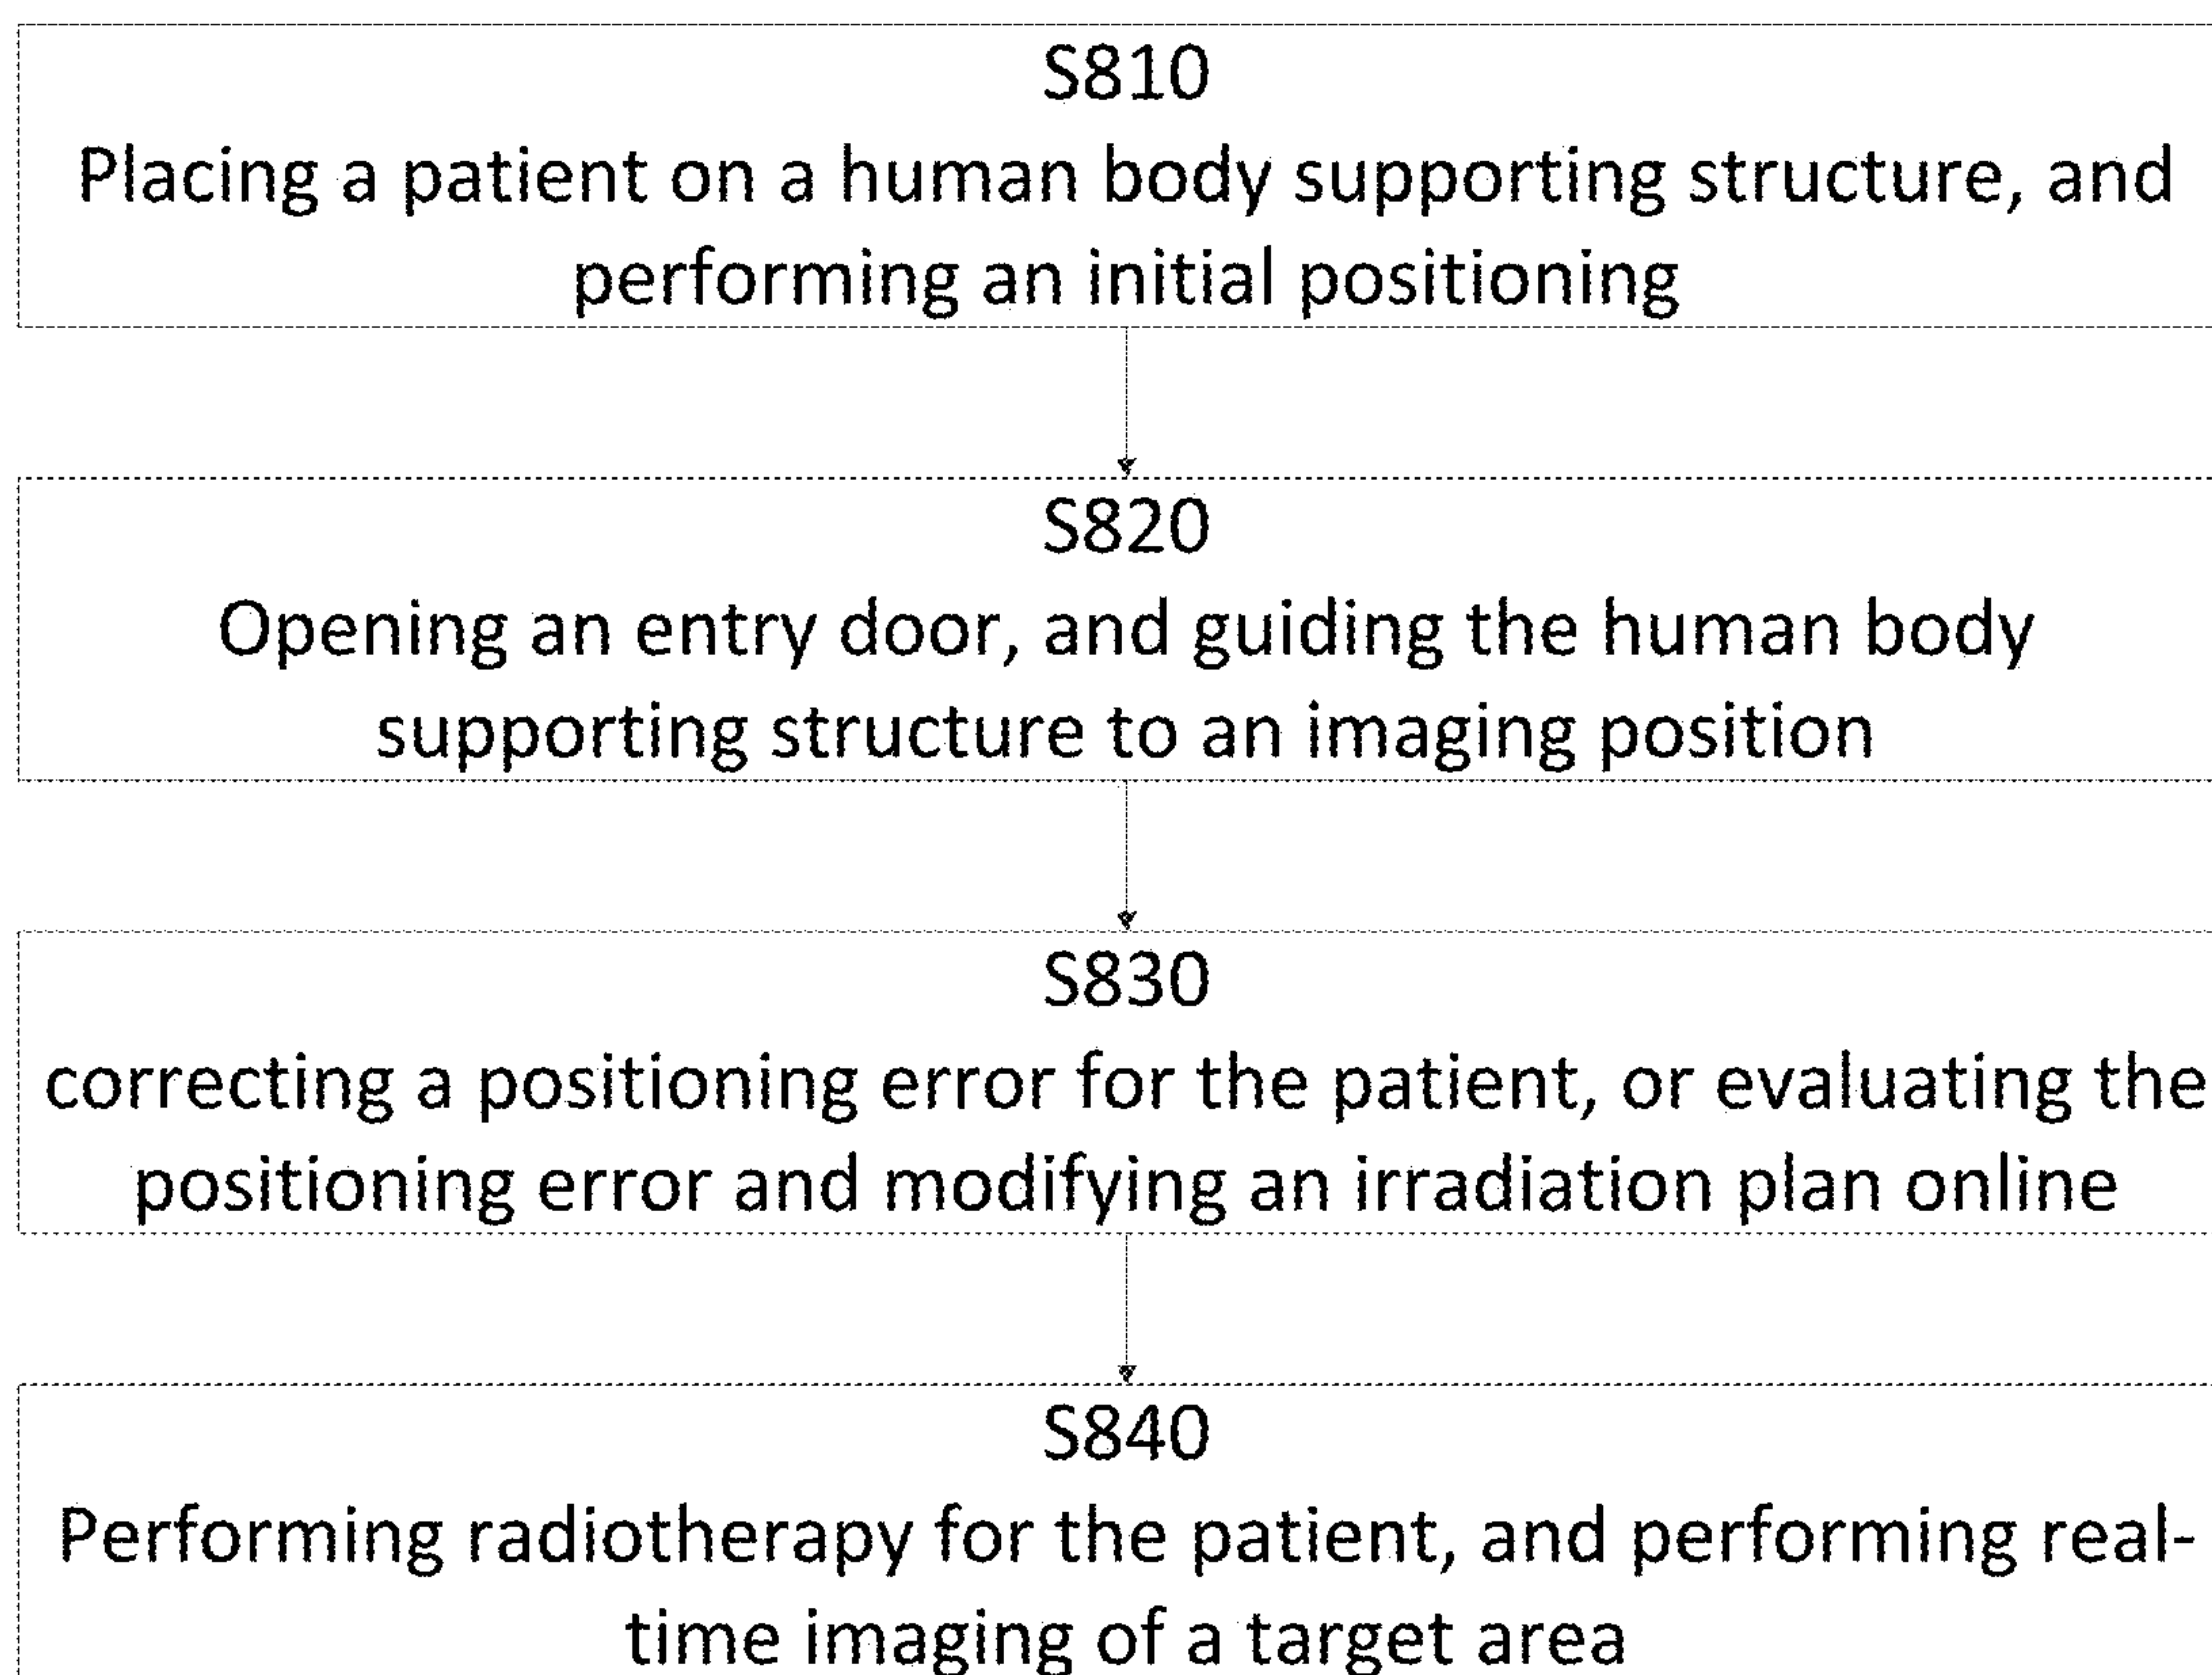 S810
Placing a patient on a human body supporting structure, and
performing an initial positioning
S820
Opening an entry door, and guiding the human body
supporting structure to an imaging position
S830
correcting a positioning error for the patient, or evaluating the
positioning error and modifying an irradiation plan online
S840
Performing radiotherapy for the patient, and performing real-
time imaging of a target area